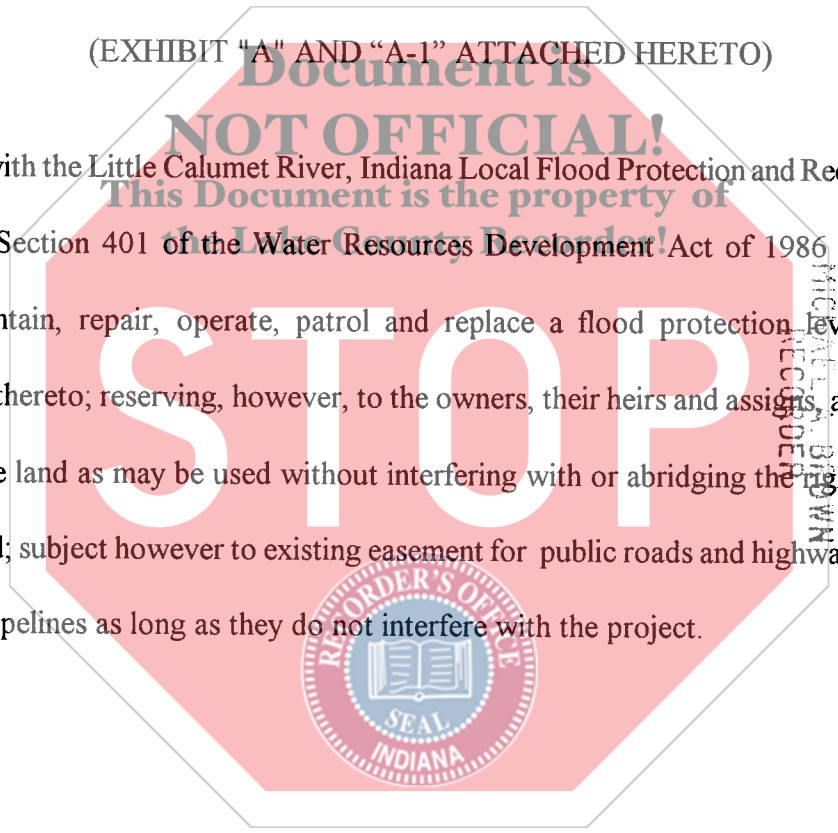 (EXHIBIT "A" AND “A-1” ATTACHED HERETO)
Document is
NOT OFFICIAL!
with the Little Calumet River, Indiana Local Flood Protection and Rec
This Document is the property of
the Lake County Recorder!
Section 401 of the Water Resources Development Act of 1986
ntain, repair, operate, patrol and replace a flood protection lev
thereto; reserving, however, to the owners, their heirs and assigns, a
e land as may be used without interfering with or abridging the rig
d; subject however to existing easement for public roads and highwa
pelines as long as they do not interfere with the project.
STOP
RECORDER'S OFFICE
SEAL
INDIANA
MICHAEL A. BROWN
RECORDER